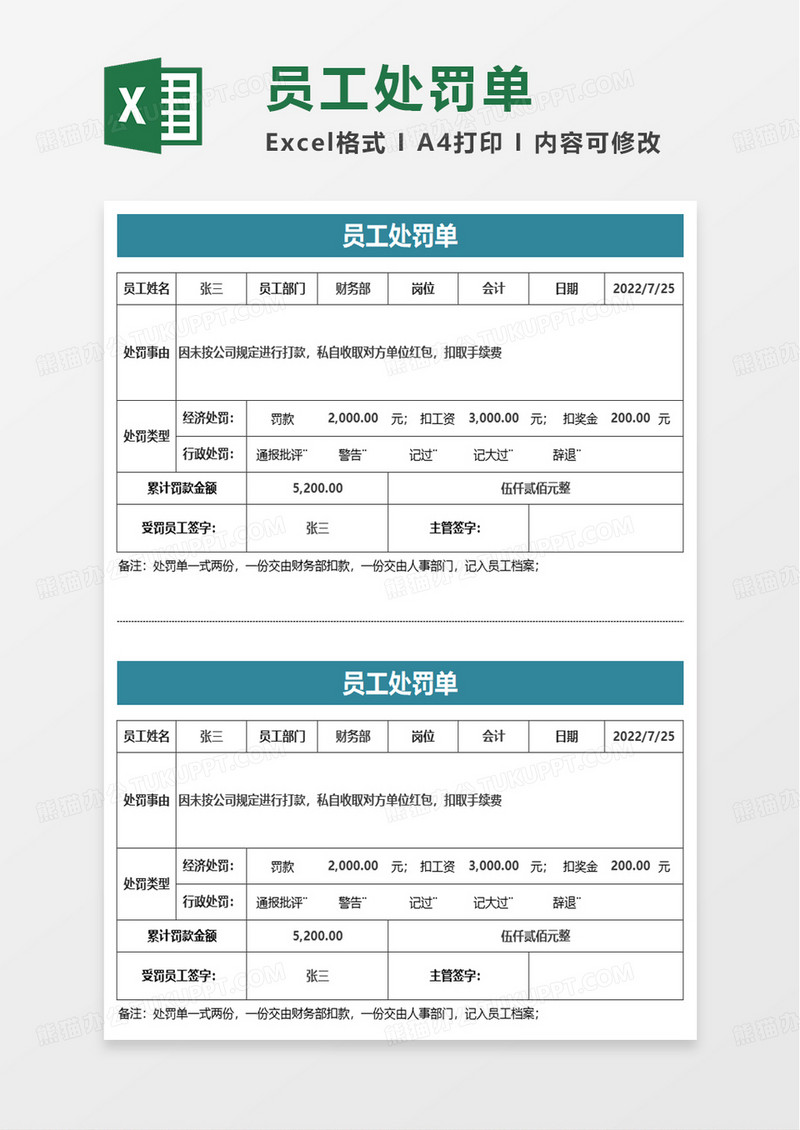 X
员工处罚单
Excel格式 I A4打印 I 内容可修改
员工处罚单
员工姓名 张三 员工部门 财务部 岗位 会计 日期 2022/7/25
处罚事由 因未按公司规定进行打款，私自收取对方单位红包，扣取手续费
处罚类型
经济处罚： 罚款 2,000.00 元； 扣工资 3,000.00 元； 扣奖金 200.00 元
行政处罚： 通报批评¨ 警告¨ 记过¨ 记大过¨ 辞退¨
累计罚款金额 5,200.00 伍仟贰佰元整
受罚员工签字： 张三 主管签字：
备注：处罚单一式两份，一份交由财务部扣款，一份交由人事部门，记入员工档案；
员工处罚单
员工姓名 张三 员工部门 财务部 岗位 会计 日期 2022/7/25
处罚事由 因未按公司规定进行打款，私自收取对方单位红包，扣取手续费
处罚类型
经济处罚： 罚款 2,000.00 元； 扣工资 3,000.00 元； 扣奖金 200.00 元
行政处罚： 通报批评¨ 警告¨ 记过¨ 记大过¨ 辞退¨
累计罚款金额 5,200.00 伍仟贰佰元整
受罚员工签字： 张三 主管签字：
备注：处罚单一式两份，一份交由财务部扣款，一份交由人事部门，记入员工档案；
熊猫办公TUKUPPT.COM